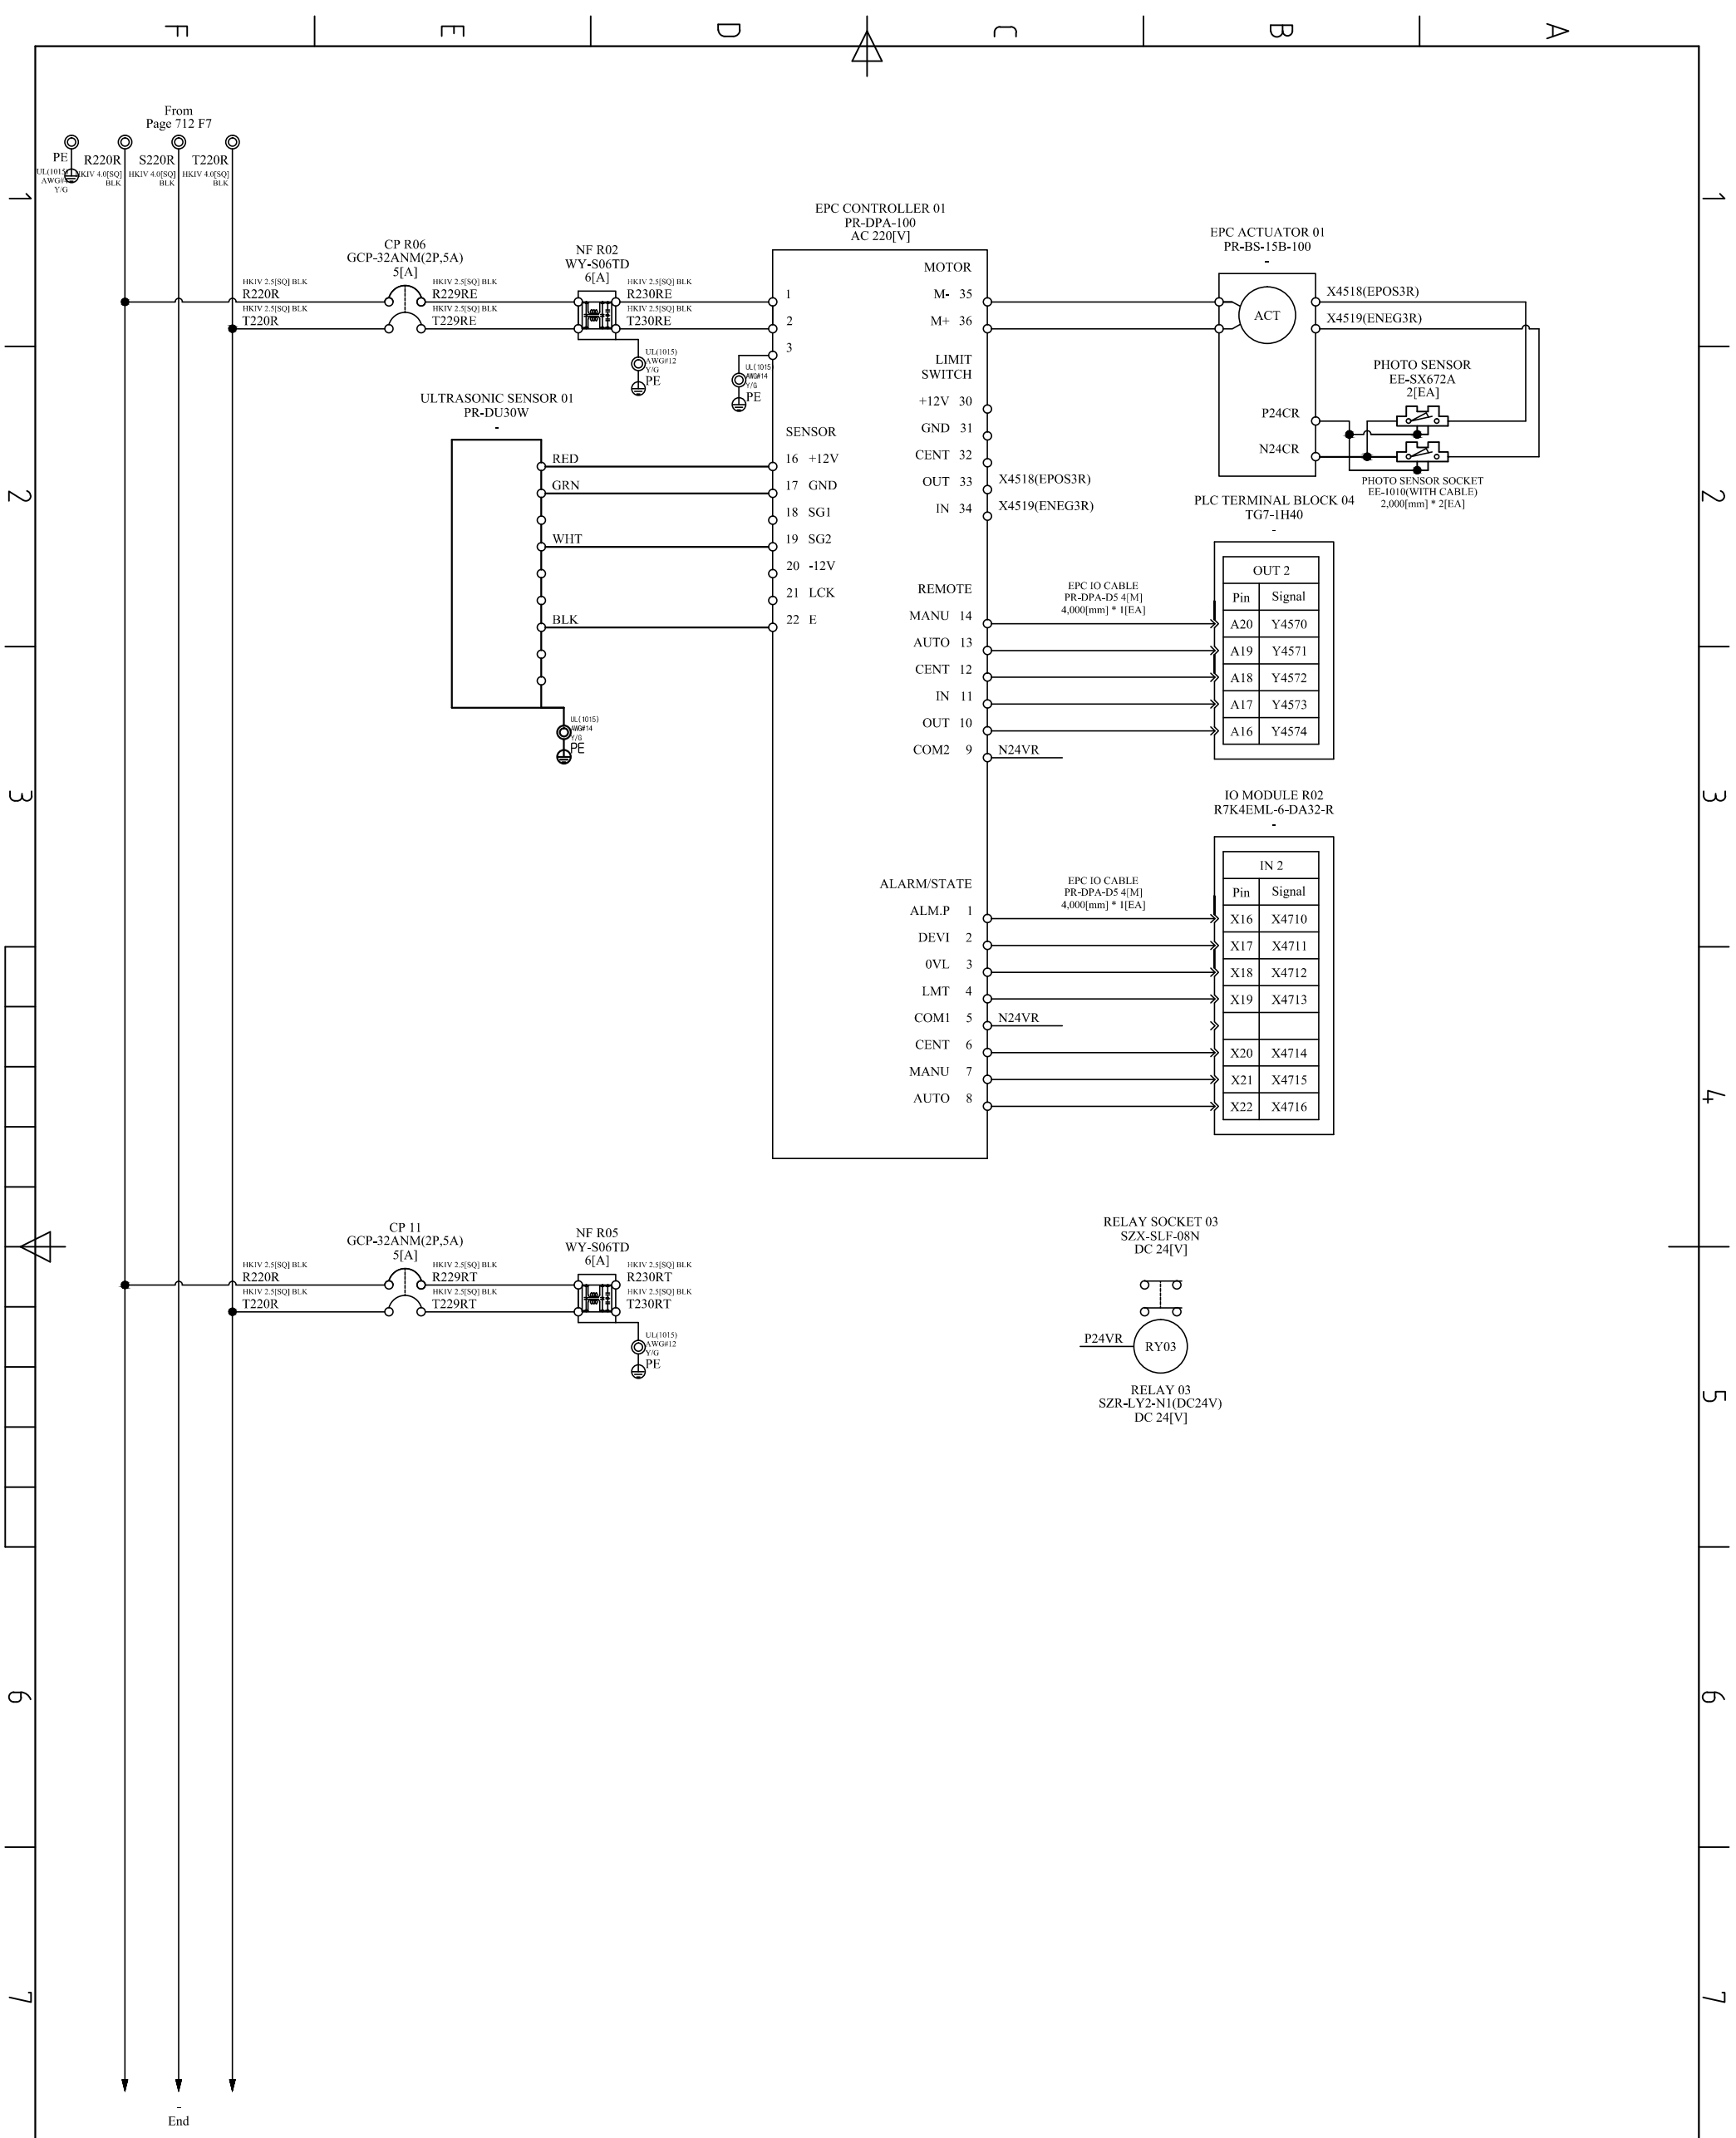 F
E
D
C
B
A
1
2
3
4
5
6
7
1
2
3
4
5
6
7
From
Page 712 F7
PE
R220R
S220R
T220R
HKIV 4.0[SQ]
BLK
HKIV 4.0[SQ]
BLK
HKIV 4.0[SQ]
BLK
Y/G
CP R06
GCP-32ANM(2P,5A)
5[A]
HKIV 2.5[SQ] BLK
R220R
HKIV 2.5[SQ] BLK
T220R
HKIV 2.5[SQ] BLK
R229RE
HKIV 2.5[SQ] BLK
T229RE
NF R02
WY-S06TD
6[A]
HKIV 2.5[SQ] BLK
R230RE
HKIV 2.5[SQ] BLK
T230RE
UL(1015)
AWG#12
Y/G
PE
UL(1015)
AWG#14
Y/G
PE
EPC CONTROLLER 01
PR-DPA-100
AC 220[V]
1
2
3
MOTOR
M- 35
M+ 36
LIMIT
SWITCH
+12V 30
GND 31
CENT 32
OUT 33
X4518(EPOS3R)
IN 34
X4519(ENEG3R)
ULTRASONIC SENSOR 01
PR-DU30W
-
RED
GRN
WHT
BLK
UL(1015)
AWG#14
Y/G
PE
SENSOR
16 +12V
17 GND
18 SG1
19 SG2
20 -12V
21 LCK
22 E
REMOTE
MANU 14
AUTO 13
CENT 12
IN 11
OUT 10
COM2 9
N24VR
EPC IO CABLE
PR-DPA-D5 4[M]
4,000[mm] * 1[EA]
ALARM/STATE
ALM.P 1
DEVI 2
0VL 3
LMT 4
COM1 5
N24VR
CENT 6
MANU 7
AUTO 8
EPC IO CABLE
PR-DPA-D5 4[M]
4,000[mm] * 1[EA]
EPC ACTUATOR 01
PR-BS-15B-100
-
ACT
X4518(EPOS3R)
X4519(ENEG3R)
P24CR
N24CR
PHOTO SENSOR
EE-SX672A
2[EA]
PHOTO SENSOR SOCKET
EE-1010(WITH CABLE)
2,000[mm] * 2[EA]
PLC TERMINAL BLOCK 04
TG7-1H40
-
OUT 2
Pin Signal
A20 Y4570
A19 Y4571
A18 Y4572
A17 Y4573
A16 Y4574
IO MODULE R02
R7K4EML-6-DA32-R
-
IN 2
Pin Signal
X16 X4710
X17 X4711
X18 X4712
X19 X4713
X20 X4714
X21 X4715
X22 X4716
CP 11
GCP-32ANM(2P,5A)
5[A]
HKIV 2.5[SQ] BLK
R220R
HKIV 2.5[SQ] BLK
T220R
HKIV 2.5[SQ] BLK
R229RT
HKIV 2.5[SQ] BLK
T229RT
NF R05
WY-S06TD
6[A]
HKIV 2.5[SQ] BLK
R230RT
HKIV 2.5[SQ] BLK
T230RT
UL(1015)
AWG#12
Y/G
PE
RELAY SOCKET 03
SZX-SLF-08N
DC 24[V]
P24VR
RY03
RELAY 03
SZR-LY2-N1(DC24V)
DC 24[V]
-
End